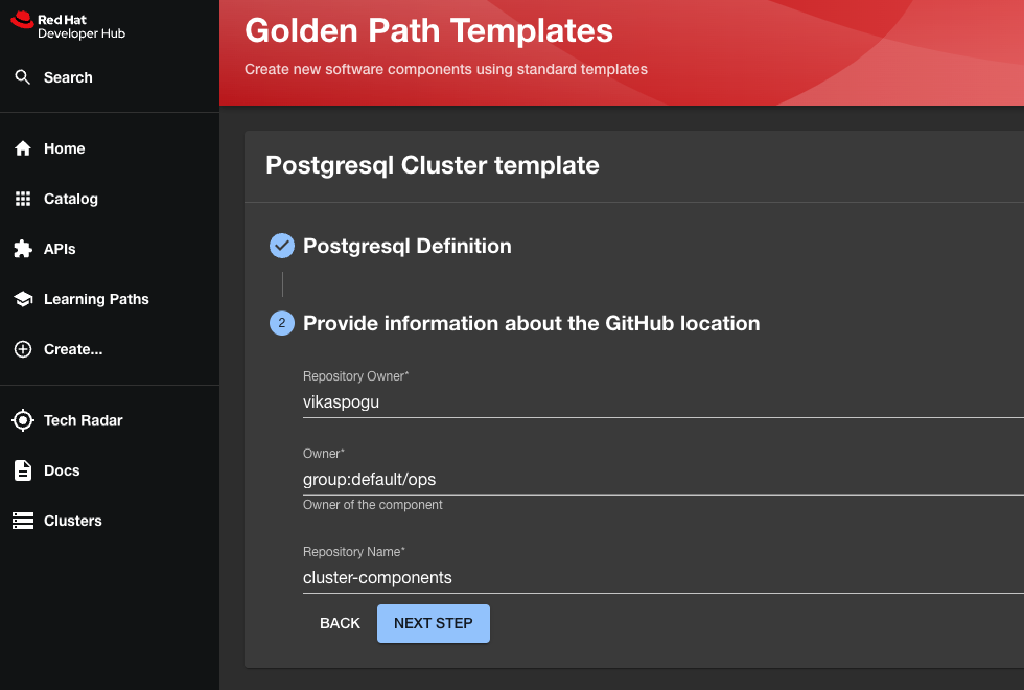 Red Hat
Developer Hub
Search
Home
Catalog
APIs
Learning Paths
Create...
Tech Radar
Docs
Clusters
Golden Path Templates
Create new software components using standard templates
Postgresql Cluster template
Postgresql Definition
2 Provide information about the GitHub location
Repository Owner*
vikaspogu
Owner*
group:default/ops
Owner of the component
Repository Name*
cluster-components
BACK NEXT STEP